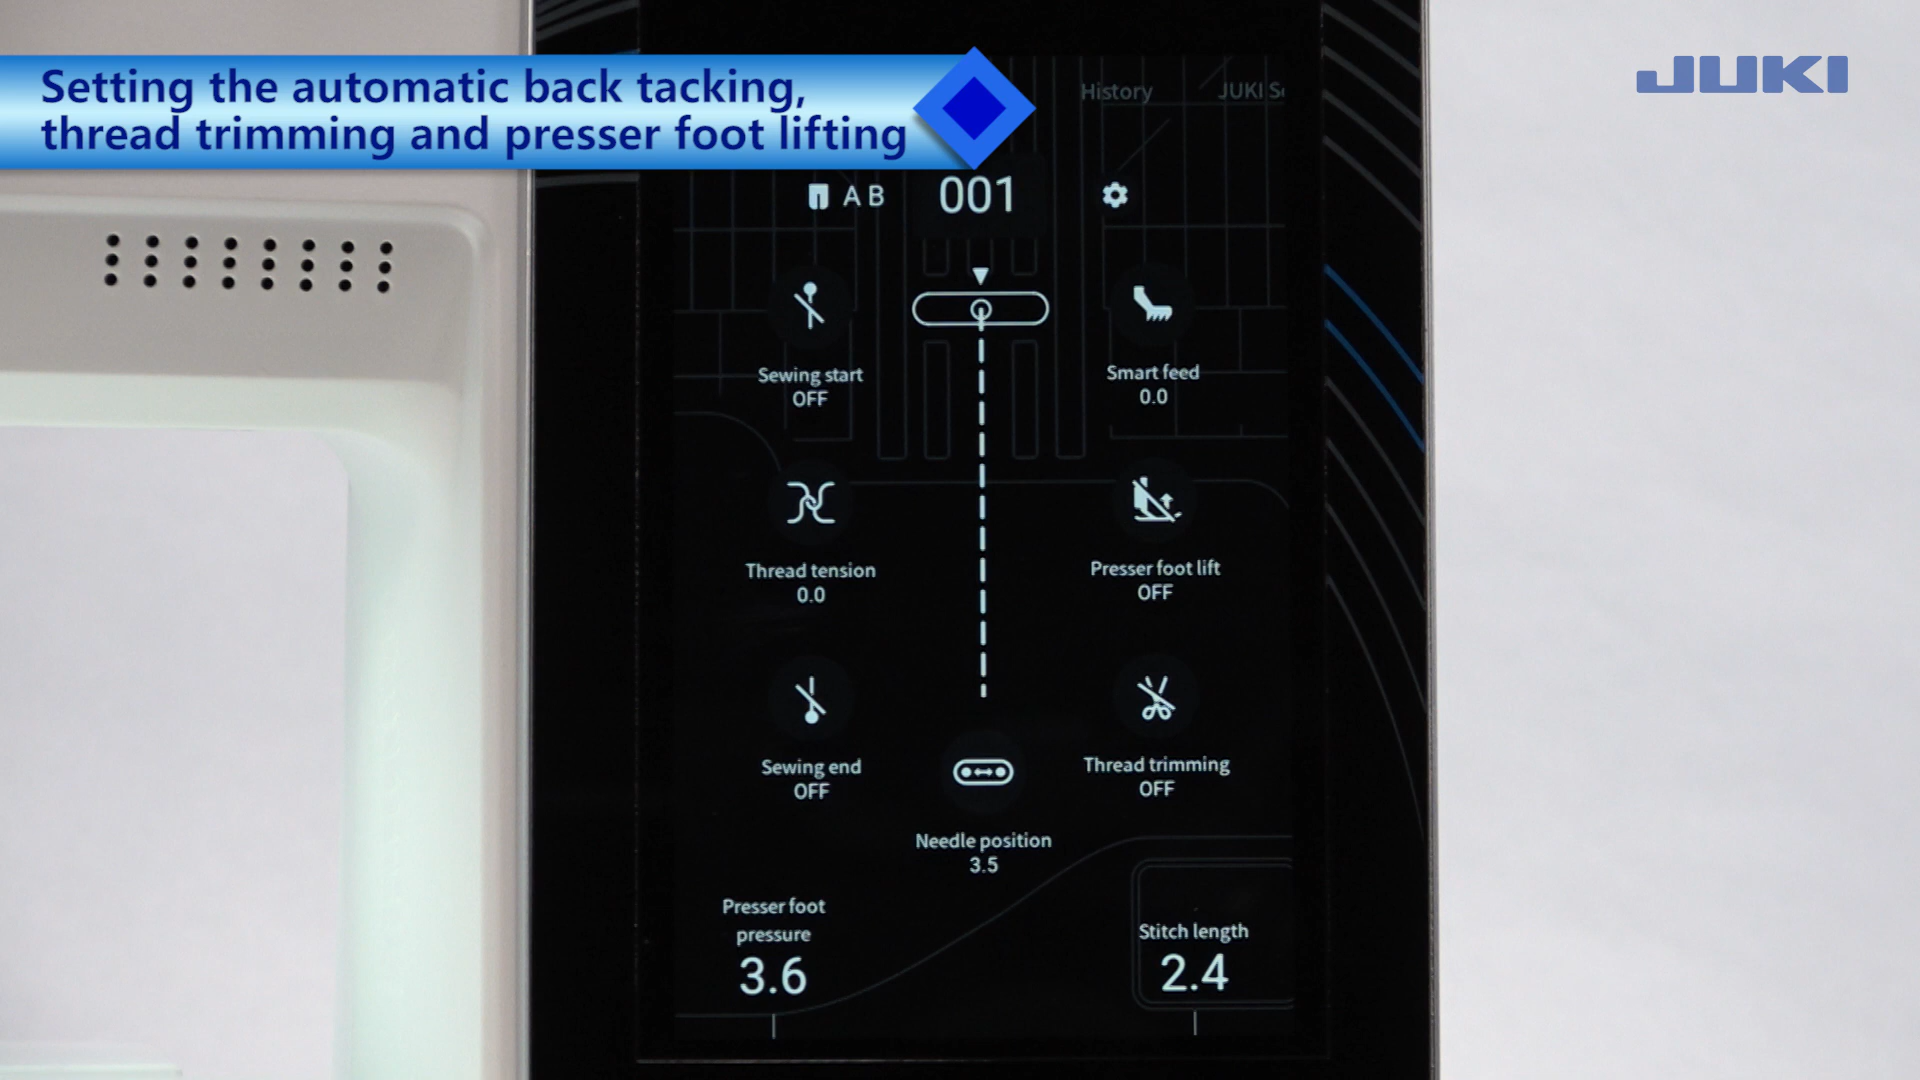 Setting the automatic back tacking,
thread trimming and presser foot lifting
JUKI
History
A B
001
Sewing start
OFF
Smart feed
0.0
Thread tension
0.0
Presser foot lift
OFF
Sewing end
OFF
Thread trimming
OFF
Needle position
3.5
Presser foot
pressure
3.6
Stitch length
2.4